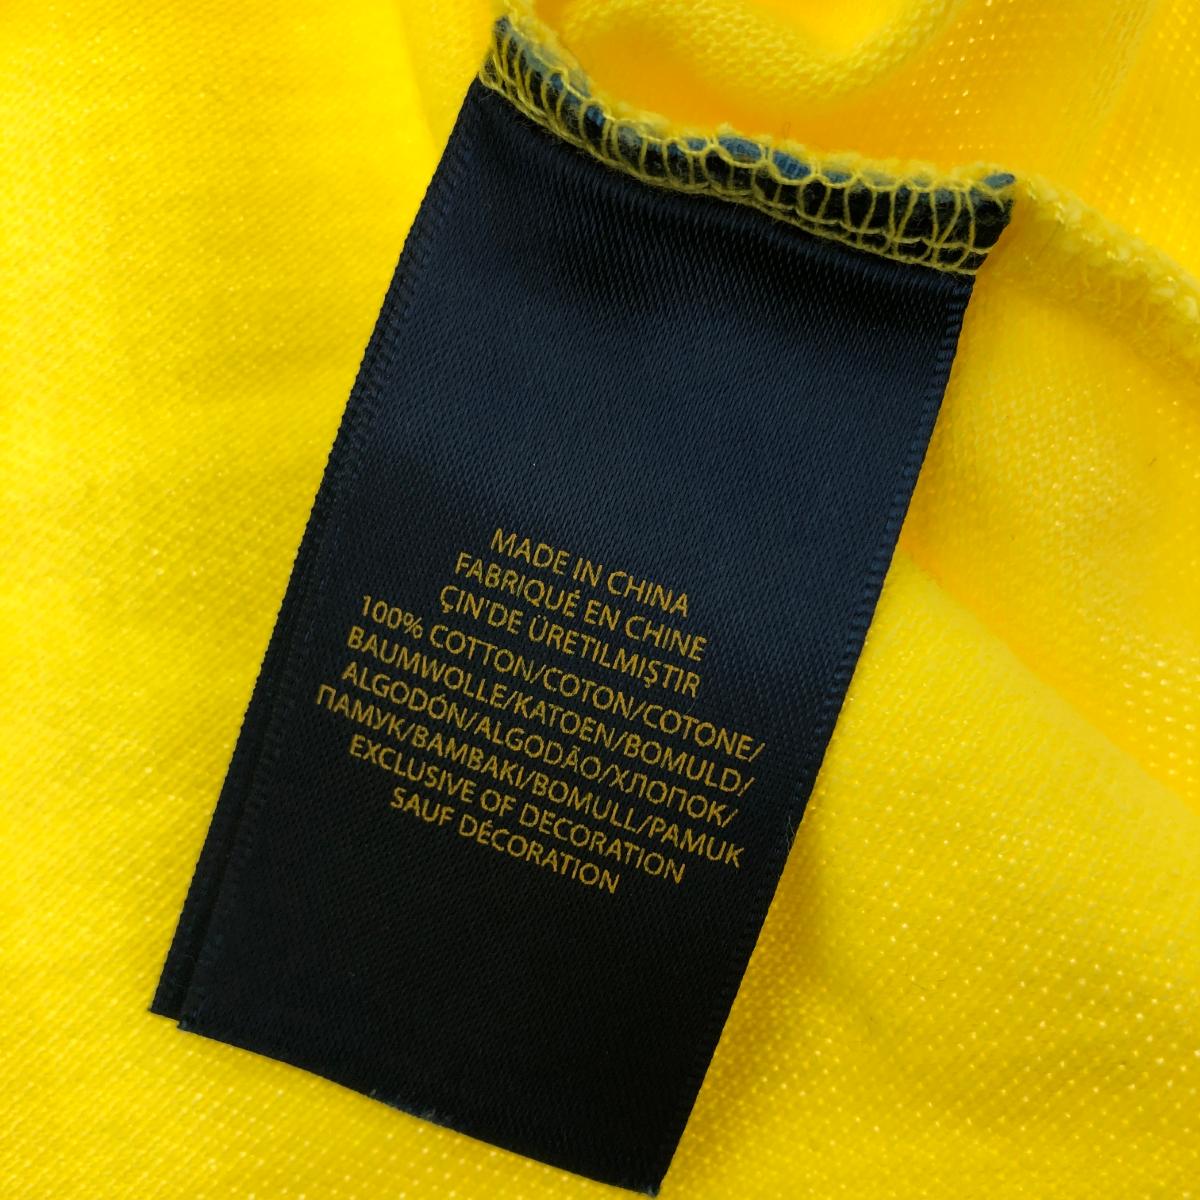 MADE IN CHINA
FABRIQUÉ EN CHINE
ÇIN'DE ÜRETILMIŞTIR
100% COTTON/COTON/COTONE/
BAUMWOLLE/KATOEN/BOMULD/
ALGODÓN/ALGODÃO/ХЛОПОК/
ПАМУК/BAMBAKI/BOMULL/PAMUK
EXCLUSIVE OF DECORATION
SAUF DÉCORATION